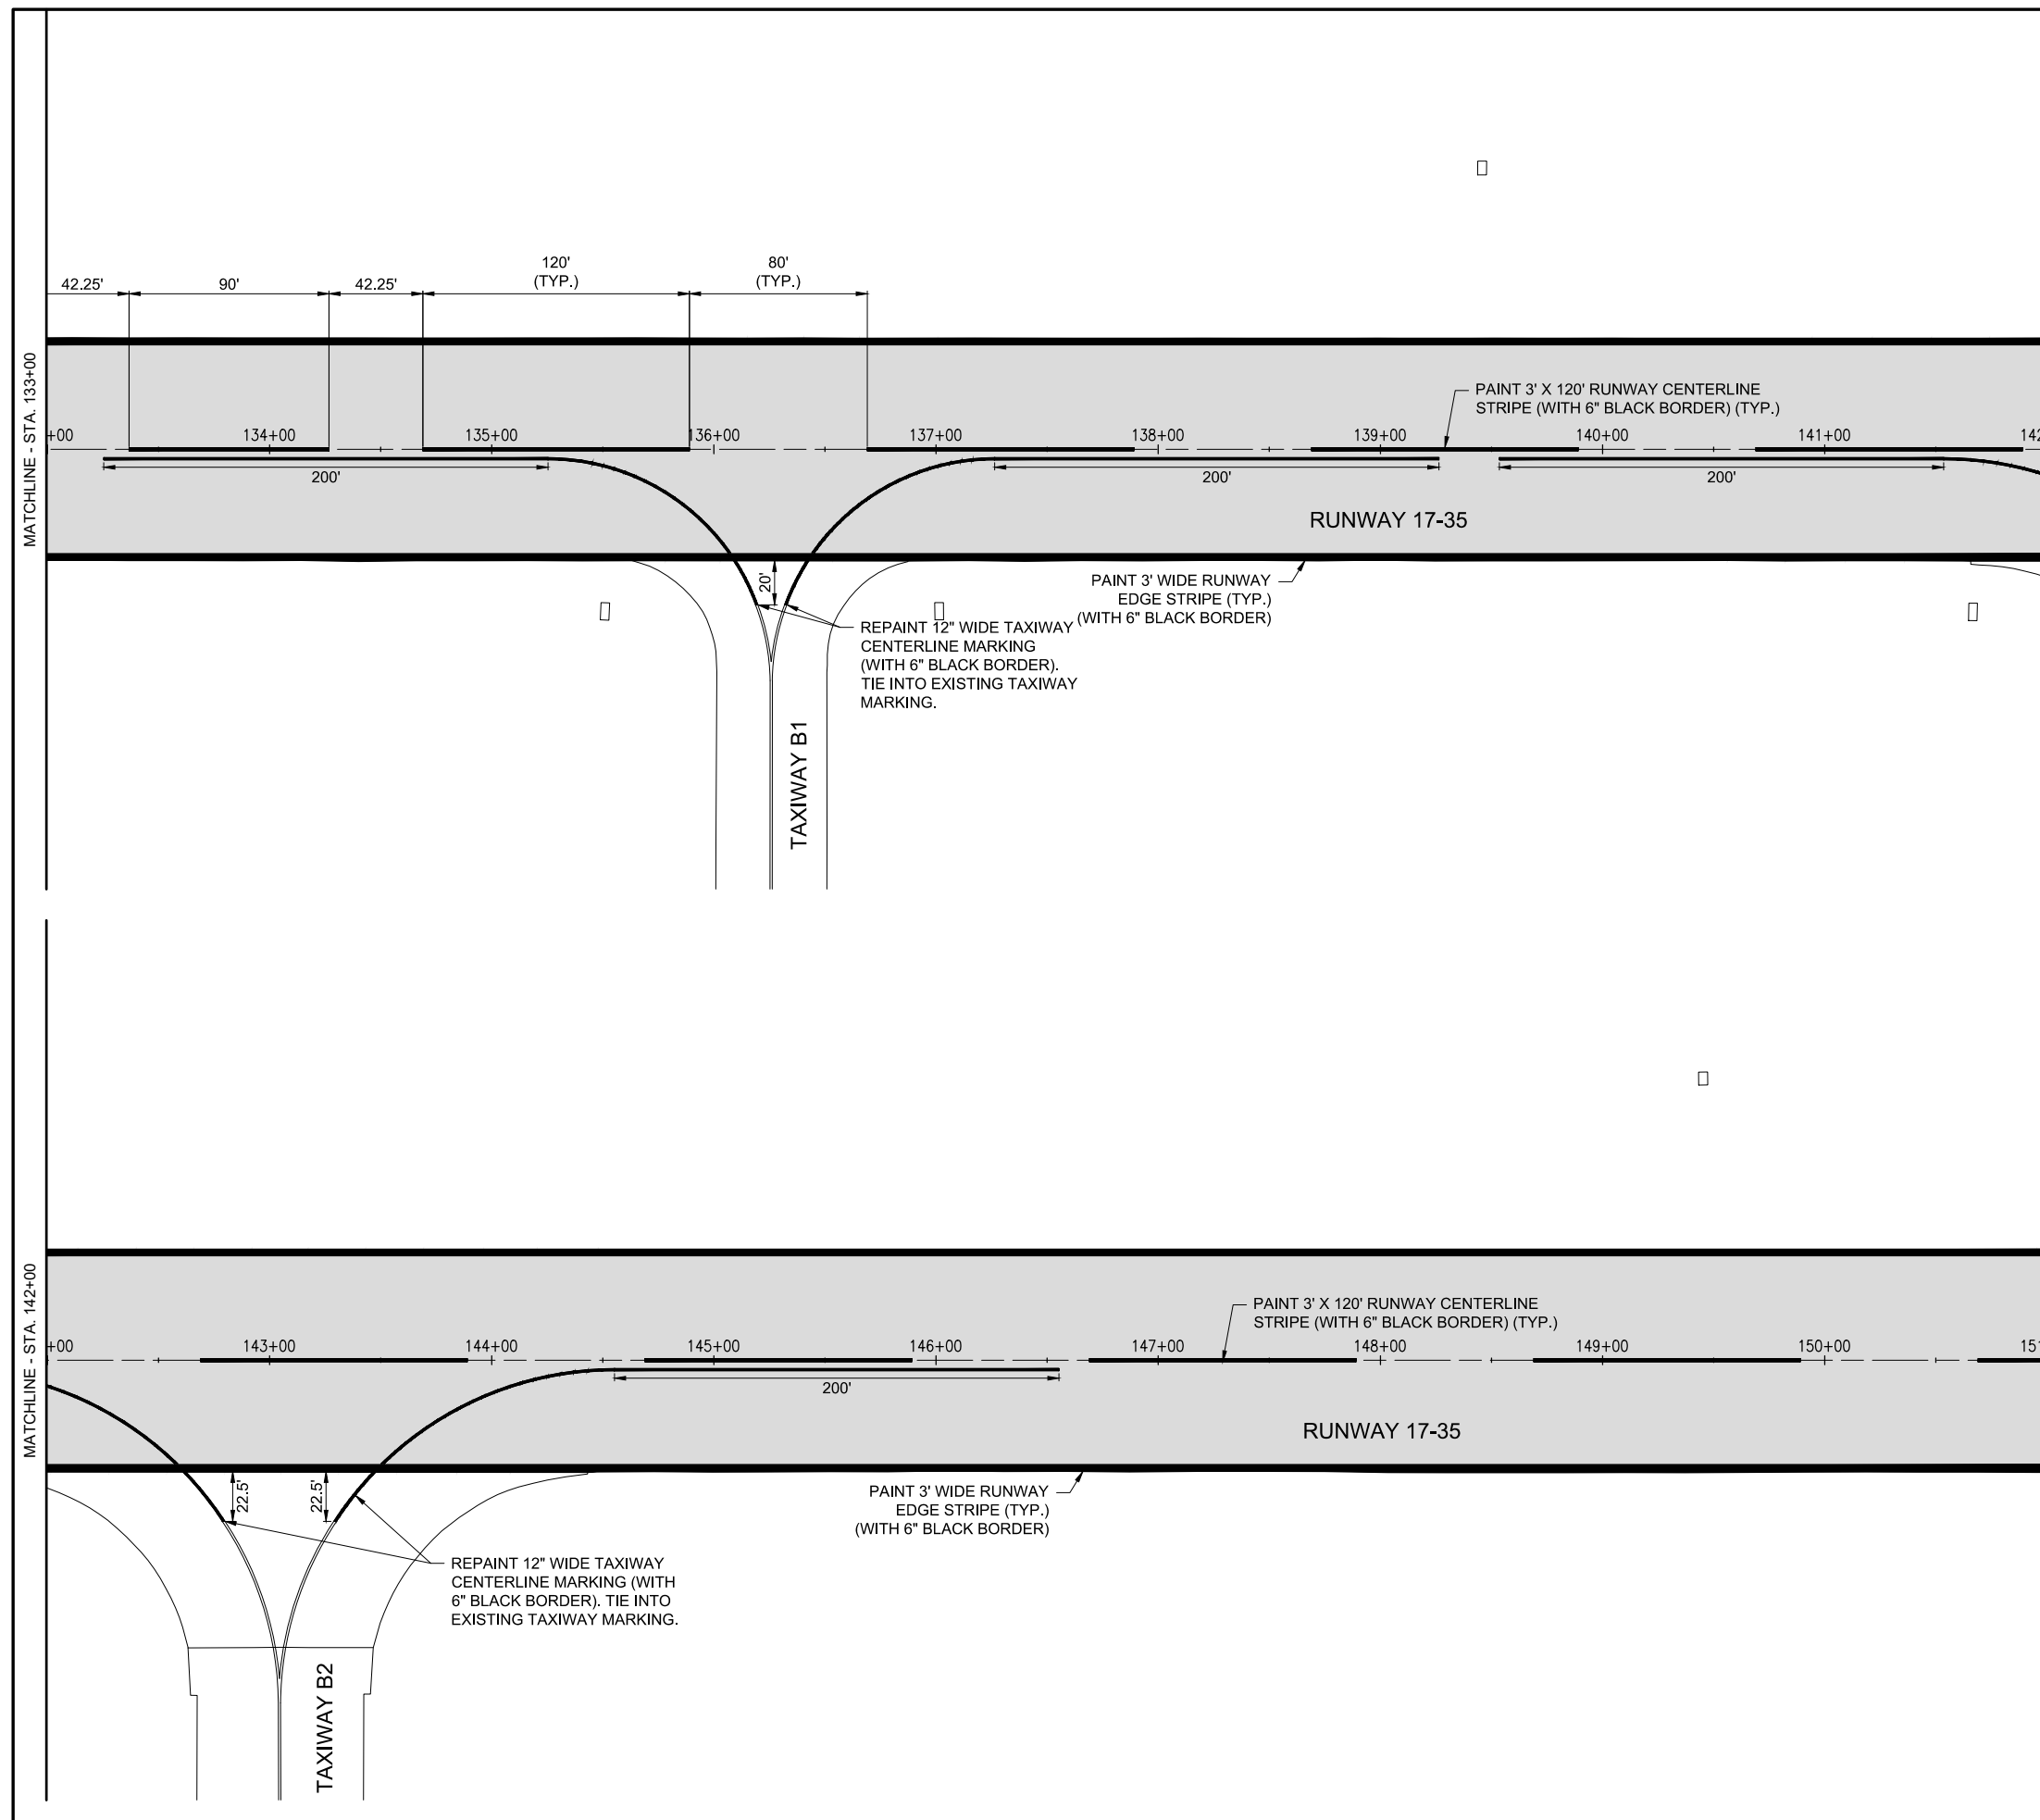 42.25'
90'
42.25'
120'
(TYP.)
80'
(TYP.)
MATCHLINE - STA. 133+00
PAINT 3' X 120' RUNWAY CENTERLINE
STRIPE (WITH 6" BLACK BORDER) (TYP.)
+00
134+00
135+00
136+00
137+00
138+00
139+00
140+00
141+00
142
200'
200'
200'
RUNWAY 17-35
20'
PAINT 3' WIDE RUNWAY
EDGE STRIPE (TYP.)
(WITH 6" BLACK BORDER)
REPAINT 12" WIDE TAXIWAY
CENTERLINE MARKING
(WITH 6" BLACK BORDER).
TIE INTO EXISTING TAXIWAY
MARKING.
TAXIWAY B1
MATCHLINE - STA. 142+00
PAINT 3' X 120' RUNWAY CENTERLINE
STRIPE (WITH 6" BLACK BORDER) (TYP.)
+00
143+00
144+00
145+00
146+00
147+00
148+00
149+00
150+00
151
200'
RUNWAY 17-35
22.5'
22.5'
PAINT 3' WIDE RUNWAY
EDGE STRIPE (TYP.)
(WITH 6" BLACK BORDER)
REPAINT 12" WIDE TAXIWAY
CENTERLINE MARKING (WITH
6" BLACK BORDER). TIE INTO
EXISTING TAXIWAY MARKING.
TAXIWAY B2